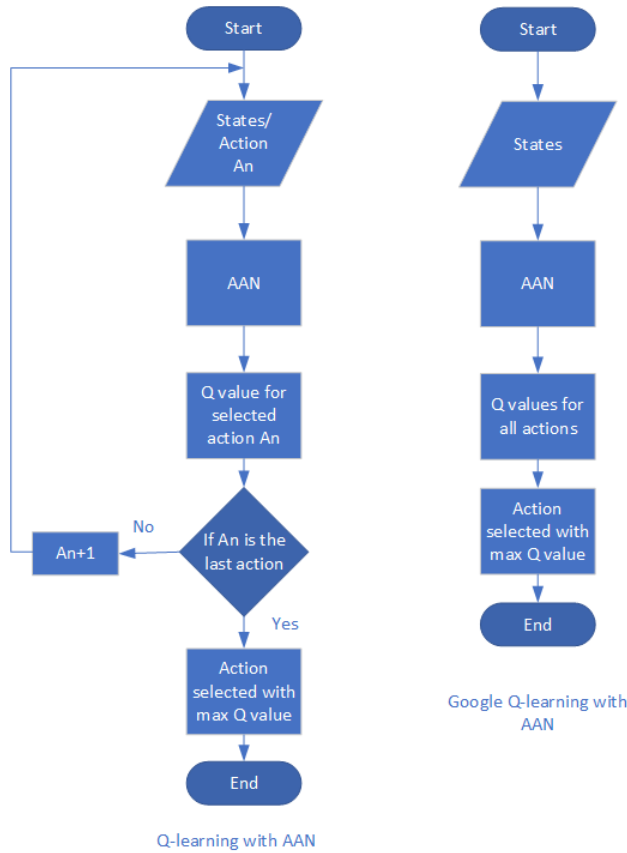 Start
States/
Action
An
AAN
Q value for
selected
action An
If An is the
last action
No
An+1
Yes
Action
selected with
max Q value
End
Q-learning with AAN
Start
States
AAN
Q values for
all actions
Action
selected with
max Q value
End
Google Q-learning with
AAN